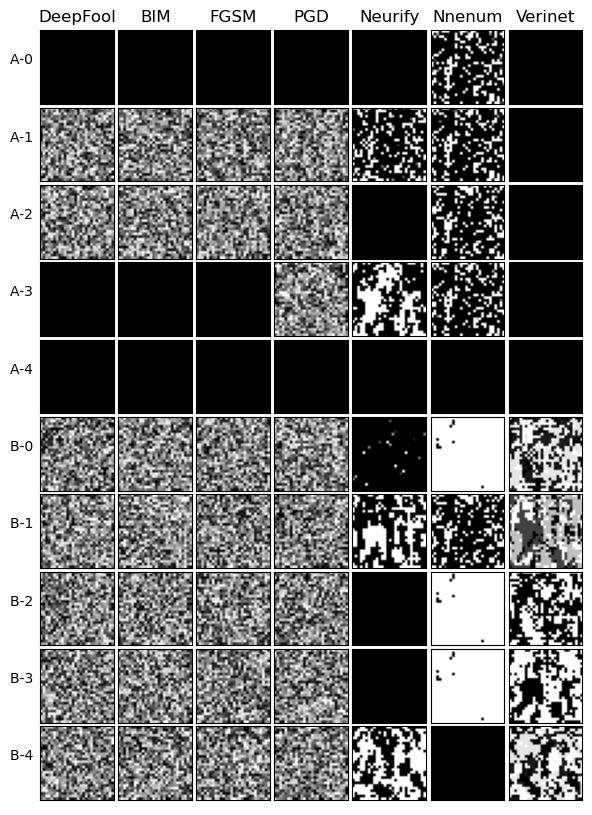 DeepFool BIM FGSM PGD Neurify Nnenum Verinet
A-0
A-1
A-2
A-3
A-4
B-0
B-1
B-2
B-3
B-4